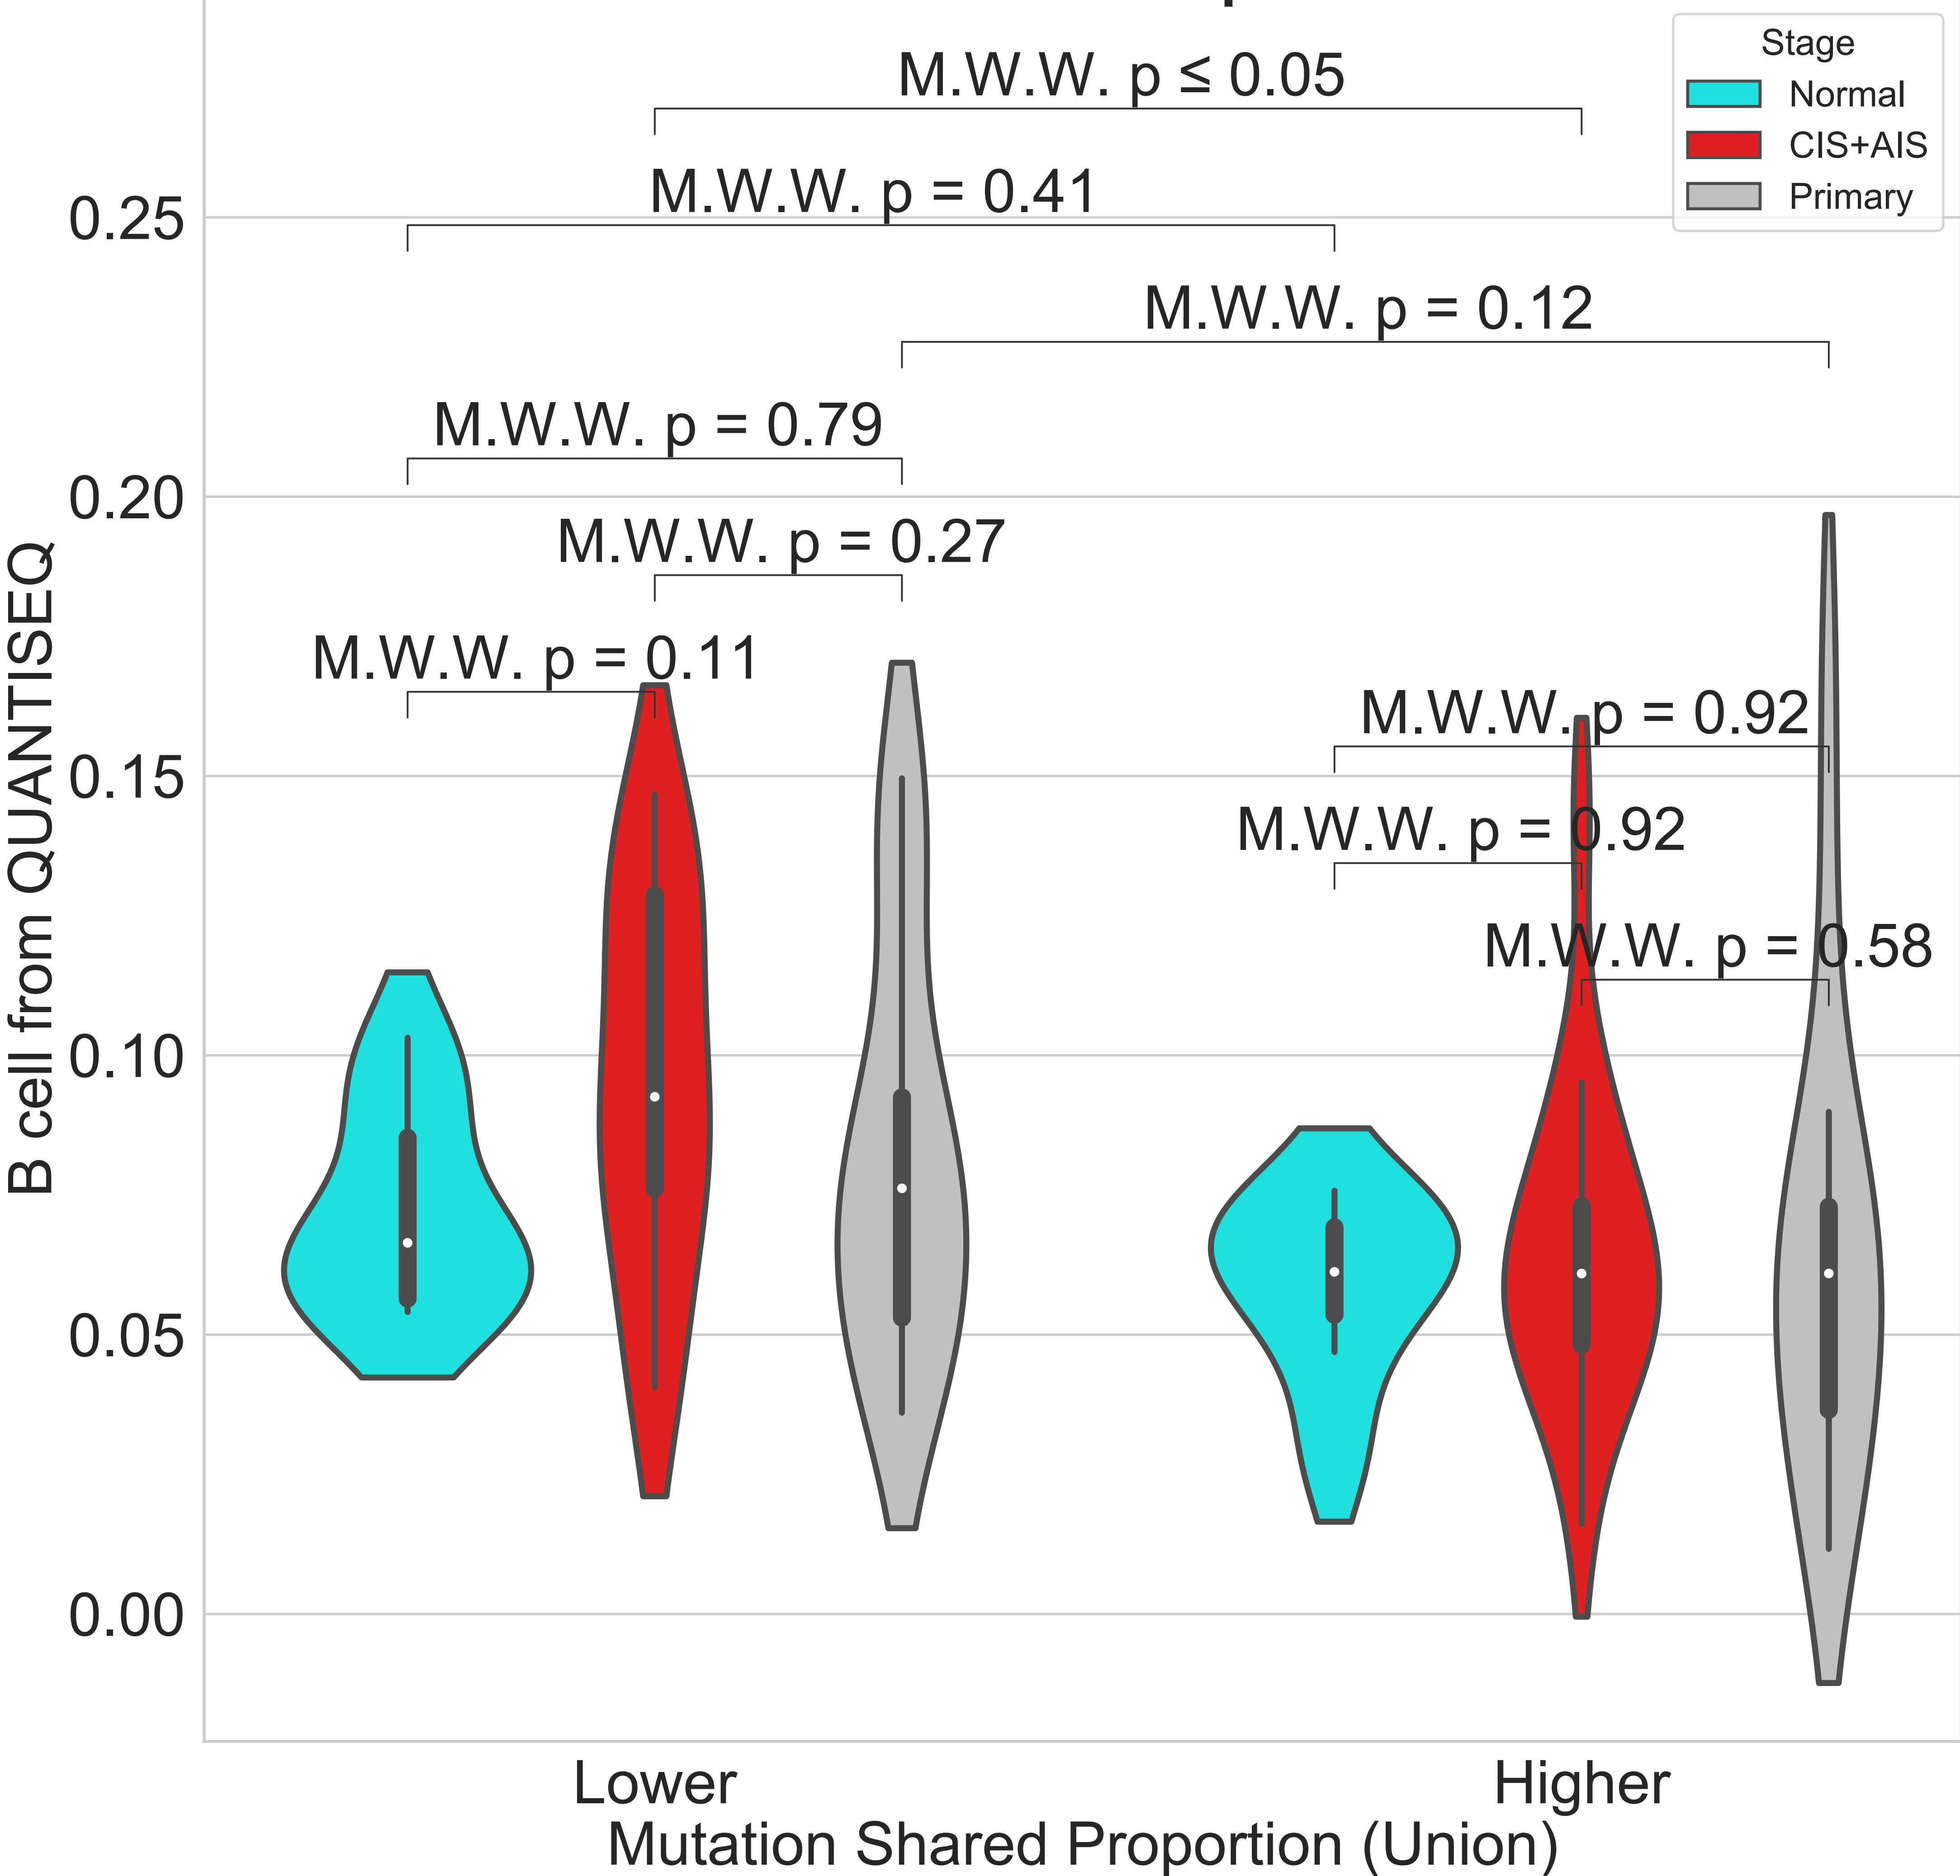 Stage
Normal
CIS+AIS
Primary
M.W.W. p ≤ 0.05
M.W.W. p = 0.41
M.W.W. p = 0.12
M.W.W. p = 0.79
M.W.W. p = 0.27
M.W.W. p = 0.11
M.W.W. p = 0.92
M.W.W. p = 0.92
M.W.W. p = 0.58
0.25
0.20
0.15
0.10
0.05
0.00
B cell from QUANTISEQ
Lower
Higher
Mutation Shared Proportion (Union)